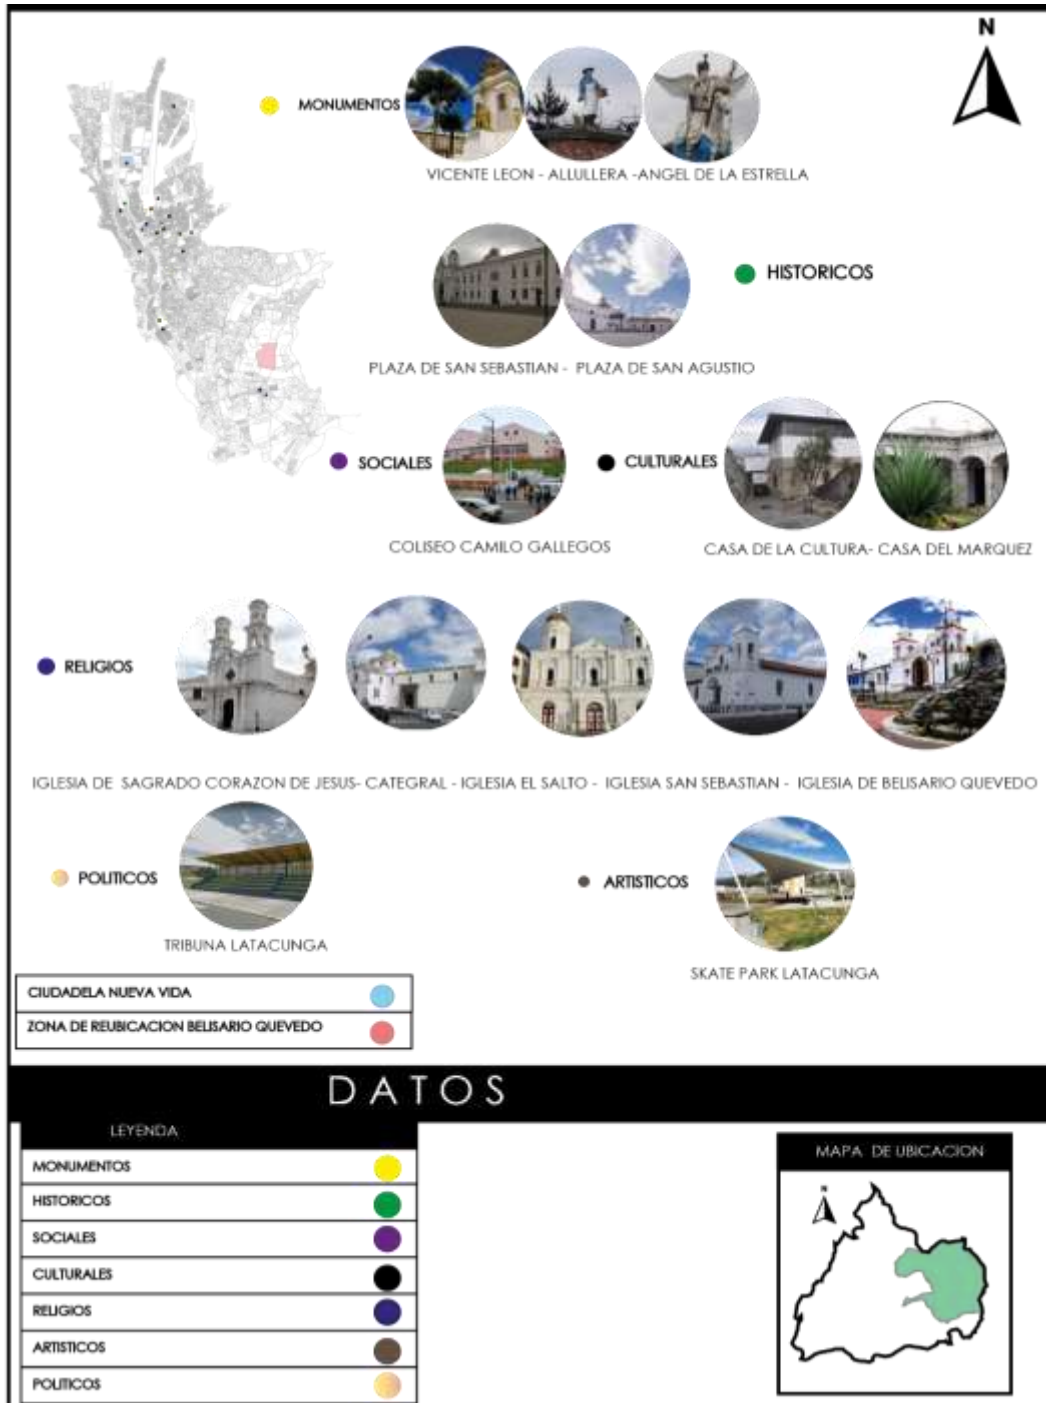 N
MONUMENTOS
VICENTE LEON - ALLULLERA -ANGEL DE LA ESTRELLA
HISTORICOS
PLAZA DE SAN SEBASTIAN - PLAZA DE SAN AGUSTIO
SOCIALES
CULTURALES
COLISEO CAMILO GALLEGOS
CASA DE LA CULTURA- CASA DEL MARQUEZ
RELIGIOS
IGLESIA DE SAGRADO CORAZON DE JESUS- CATEGRAL - IGLESIA EL SALTO - IGLESIA SAN SEBASTIAN - IGLESIA DE BELISARIO QUEVEDO
POLITICOS
ARTISTICOS
TRIBUNA LATACUNGA
SKATE PARK LATACUNGA
CIUDADELA NUEVA VIDA
ZONA DE REUBICACION BELISARIO QUEVEDO
DATOS
LEYENDA
MONUMENTOS
HISTORICOS
SOCIALES
CULTURALES
RELIGIOS
ARTISTICOS
POLITICOS
MAPA DE UBICACION
N